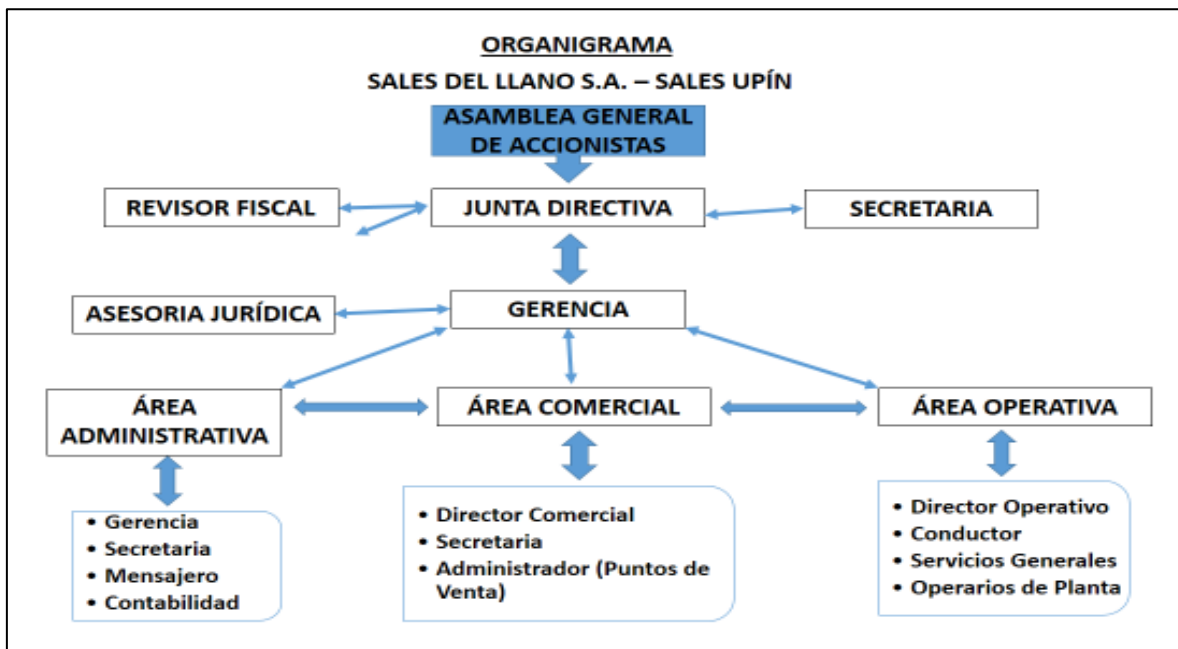 ORGANIGRAMA
SALES DEL LLANO S.A. – SALES UPÍN
ASAMBLEA GENERAL
DE ACCIONISTAS
REVISOR FISCAL
JUNTA DIRECTIVA
SECRETARIA
ASESORIA JURÍDICA
GERENCIA
ÁREA
ADMINISTRATIVA
ÁREA COMERCIAL
ÁREA OPERATIVA
• Gerencia
• Secretaria
• Mensajero
• Contabilidad
• Director Comercial
• Secretaria
• Administrador (Puntos de
Venta)
• Director Operativo
• Conductor
• Servicios Generales
• Operarios de Planta